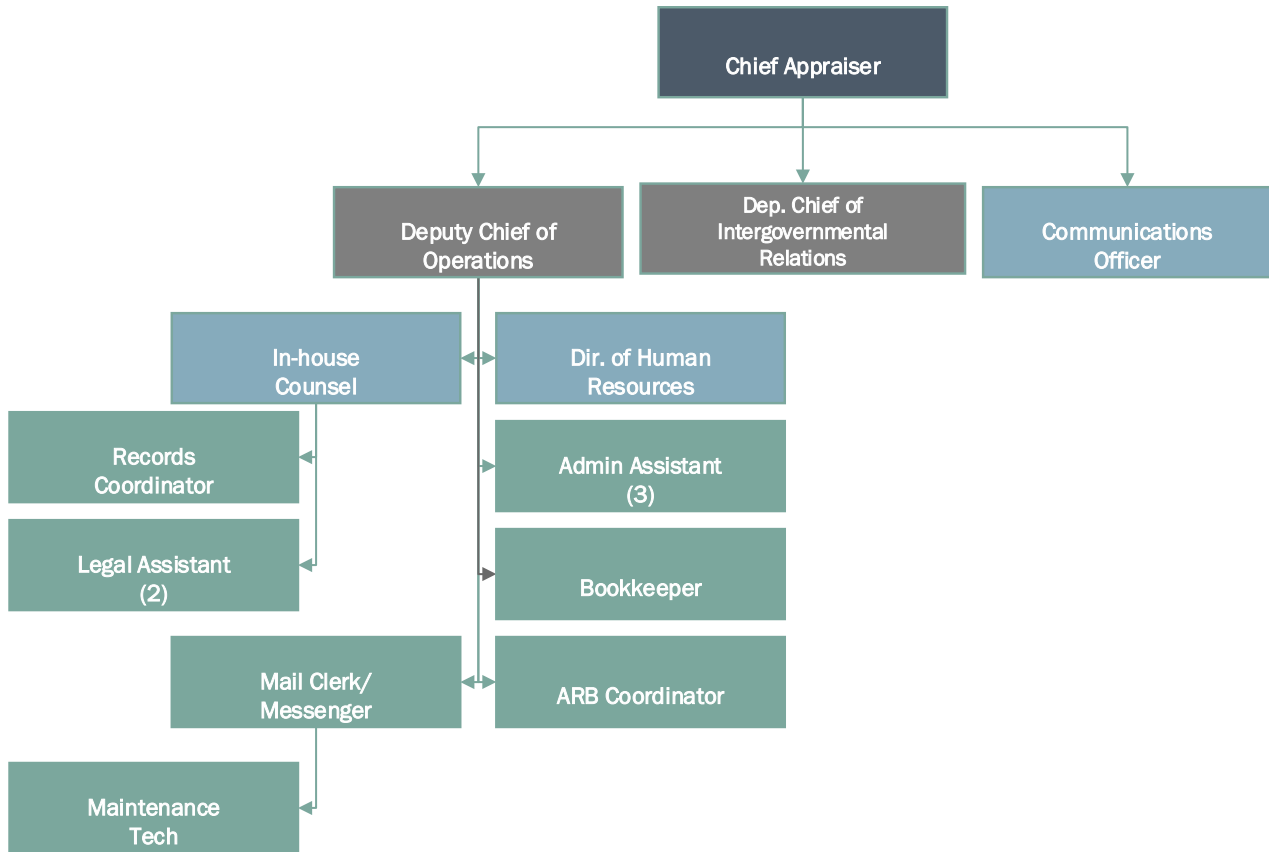 Chief Appraiser
Deputy Chief of
Operations
Dep. Chief of
Intergovernmental
Relations
Communications
Officer
In-house
Counsel
Dir. of Human
Resources
Records
Coordinator
Admin Assistant
(3)
Legal Assistant
(2)
Bookkeeper
Mail Clerk/
Messenger
ARB Coordinator
Maintenance
Tech